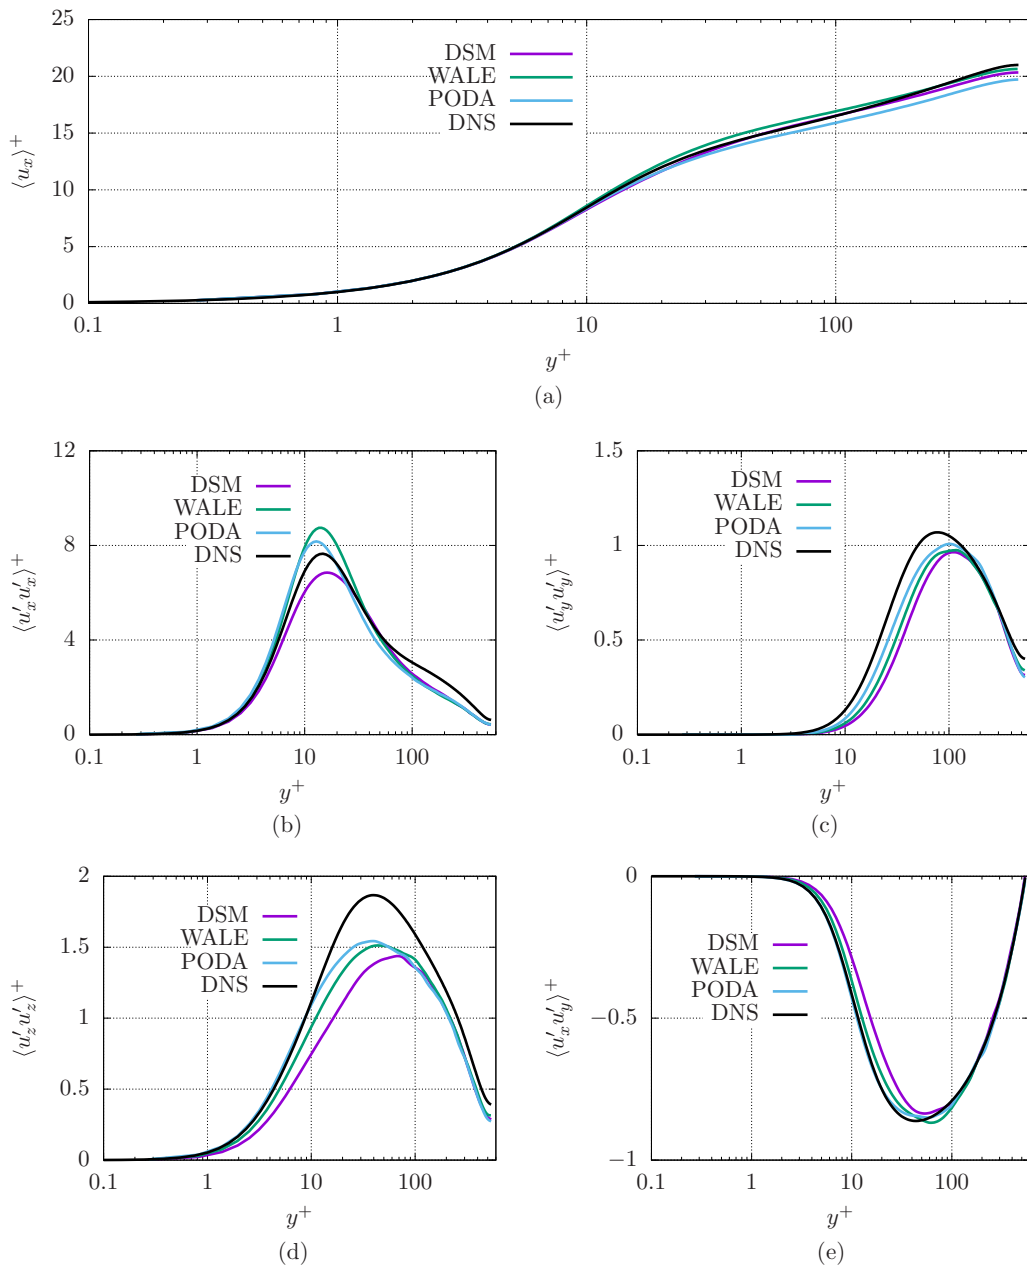 25
20
15
10
5
0
⟨u_x⟩^+
DSM
WALE
PODA
DNS
0.1 1 10 100
y^+
(a)
12
8
4
0
⟨u′_x u′_x⟩^+
DSM
WALE
PODA
DNS
0.1 1 10 100
y^+
(b)
1.5
1
0.5
0
⟨u′_y u′_y⟩^+
DSM
WALE
PODA
DNS
0.1 1 10 100
y^+
(c)
2
1.5
1
0.5
0
⟨u′_z u′_z⟩^+
DSM
WALE
PODA
DNS
0.1 1 10 100
y^+
(d)
0
−0.5
−1
⟨u′_x u′_y⟩^+
DSM
WALE
PODA
DNS
0.1 1 10 100
y^+
(e)